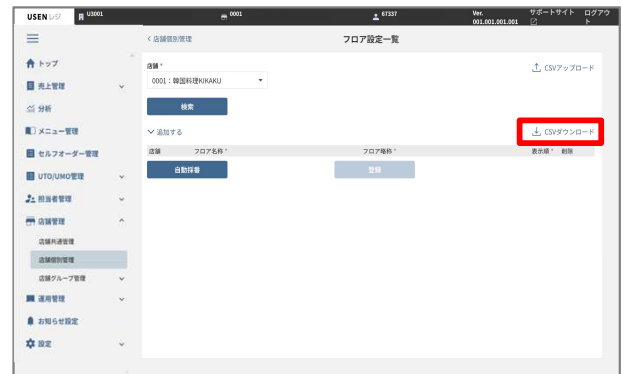 USEN レジ
U3001
0001
67337
Ver.
001.001.001.001
サポートサイト
ログアウト
< 店舗個別管理
フロア設定一覧
トップ
売上管理
分析
メニュー管理
セルフオーダー管理
UTO/UMO管理
担当者管理
店舗管理
店舗共通管理
店舗個別管理
店舗グループ管理
運用管理
お知らせ設定
設定
店舗 *
0001：韓国料理KIKAKU
CSVアップロード
検索
追加する
CSVダウンロード
店舗 フロア名称 * フロア略称 * 表示順 * 削除
自動採番
登録